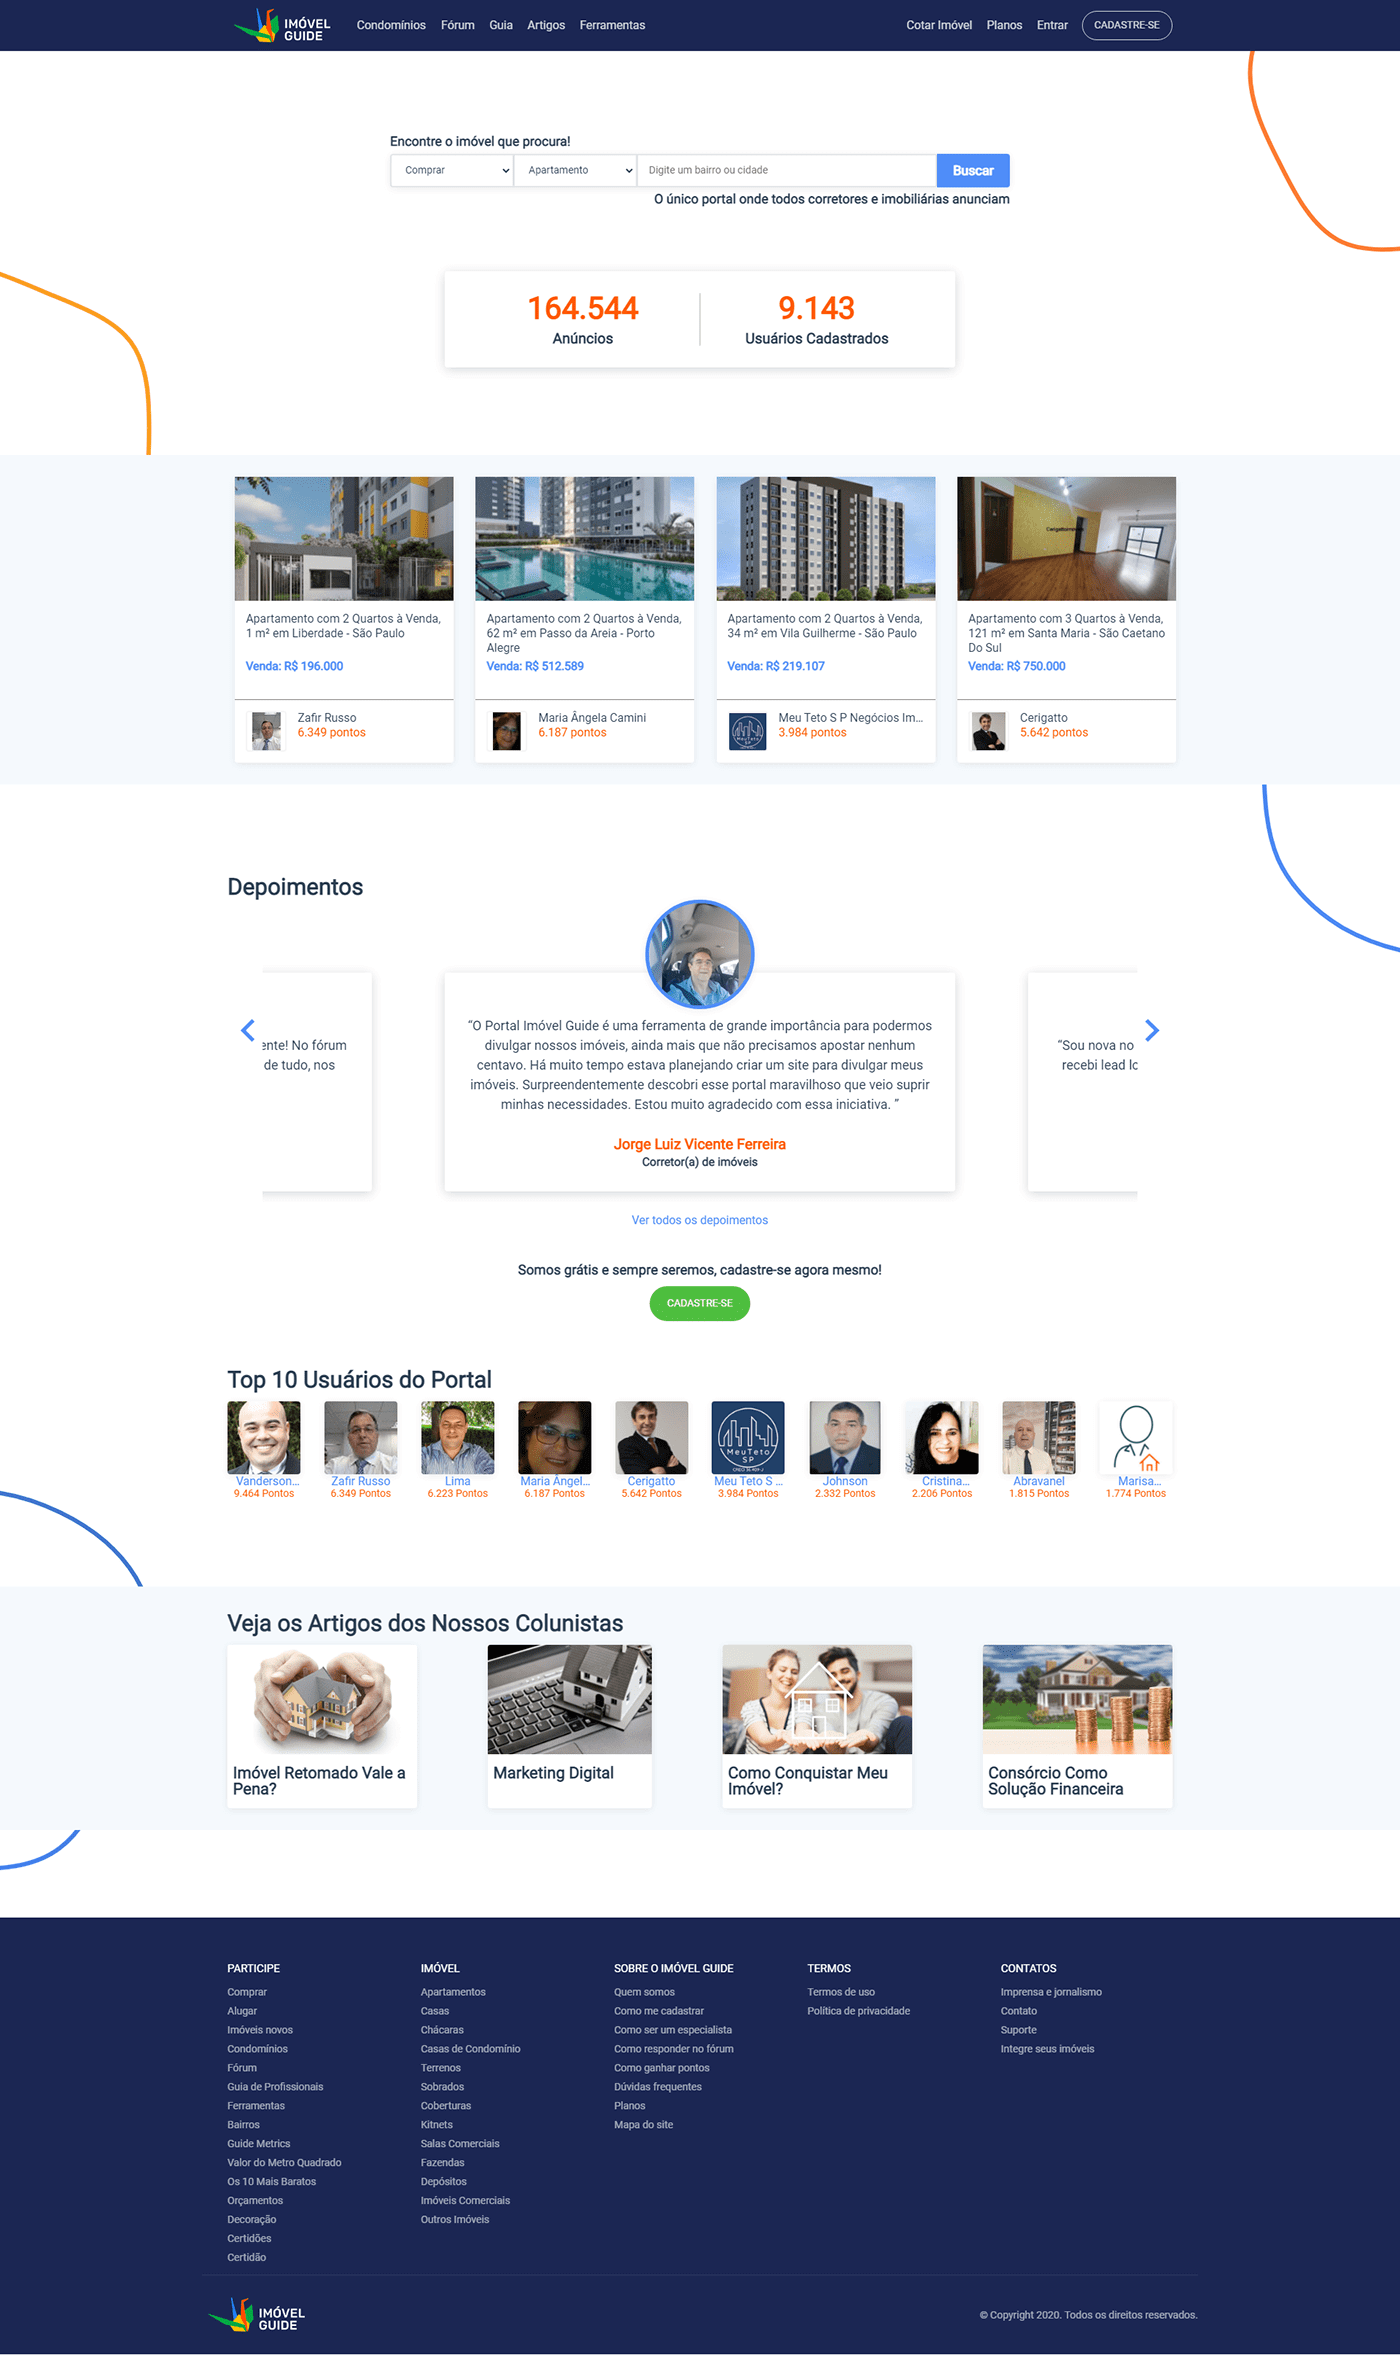 IMÓVEL GUIDE
Condomínios Fórum Guia Artigos Ferramentas
Cotar Imóvel Planos Entrar CADASTRE-SE
Encontre o imóvel que procura!
Comprar Apartamento Digite um bairro ou cidade Buscar
O único portal onde todos corretores e imobiliárias anunciam
164.544
Anúncios
9.143
Usuários Cadastrados
Apartamento com 2 Quartos à Venda,
1 m² em Liberdade - São Paulo
Venda: R$ 196.000
Zafir Russo
6.349 pontos
Apartamento com 2 Quartos à Venda,
62 m² em Passo da Areia - Porto
Alegre
Venda: R$ 512.589
Maria Ângela Camini
6.187 pontos
Apartamento com 2 Quartos à Venda,
34 m² em Vila Guilherme - São Paulo
Venda: R$ 219.107
MeuTeto
SP
Meu Teto S P Negócios Im...
3.984 pontos
Apartamento com 3 Quartos à Venda,
121 m² em Santa Maria - São Caetano
Do Sul
Venda: R$ 750.000
Cerigatto
5.642 pontos
Depoimentos
ente! No fórum
de tudo, nos
“O Portal Imóvel Guide é uma ferramenta de grande importância para podermos
divulgar nossos imóveis, ainda mais que não precisamos apostar nenhum
centavo. Há muito tempo estava planejando criar um site para divulgar meus
imóveis. Surpreendentemente descobri esse portal maravilhoso que veio suprir
minhas necessidades. Estou muito agradecido com essa iniciativa. ”
Jorge Luiz Vicente Ferreira
Corretor(a) de imóveis
“Sou nova no
recebi lead lo
Ver todos os depoimentos
Somos grátis e sempre seremos, cadastre-se agora mesmo!
CADASTRE-SE
Top 10 Usuários do Portal
Vanderson...
9.464 Pontos
Zafir Russo
6.349 Pontos
Lima
6.223 Pontos
Maria Ângel...
6.187 Pontos
Cerigatto
5.642 Pontos
MeuTeto
SP
Meu Teto S ...
3.984 Pontos
Johnson
2.332 Pontos
Cristina...
2.206 Pontos
Abravanel
1.815 Pontos
Marisa...
1.774 Pontos
Veja os Artigos dos Nossos Colunistas
Imóvel Retomado Vale a
Pena?
Marketing Digital
Como Conquistar Meu
Imóvel?
Consórcio Como
Solução Financeira
PARTICIPE
Comprar
Alugar
Imóveis novos
Condomínios
Fórum
Guia de Profissionais
Ferramentas
Bairros
Guide Metrics
Valor do Metro Quadrado
Os 10 Mais Baratos
Orçamentos
Decoração
Certidões
Certidão
IMÓVEL
Apartamentos
Casas
Chácaras
Casas de Condomínio
Terrenos
Sobrados
Coberturas
Kitnets
Salas Comerciais
Fazendas
Depósitos
Imóveis Comerciais
Outros Imóveis
SOBRE O IMÓVEL GUIDE
Quem somos
Como me cadastrar
Como ser um especialista
Como responder no fórum
Como ganhar pontos
Dúvidas frequentes
Planos
Mapa do site
TERMOS
Termos de uso
Política de privacidade
CONTATOS
Imprensa e jornalismo
Contato
Suporte
Integre seus imóveis
IMÓVEL GUIDE
© Copyright 2020. Todos os direitos reservados.